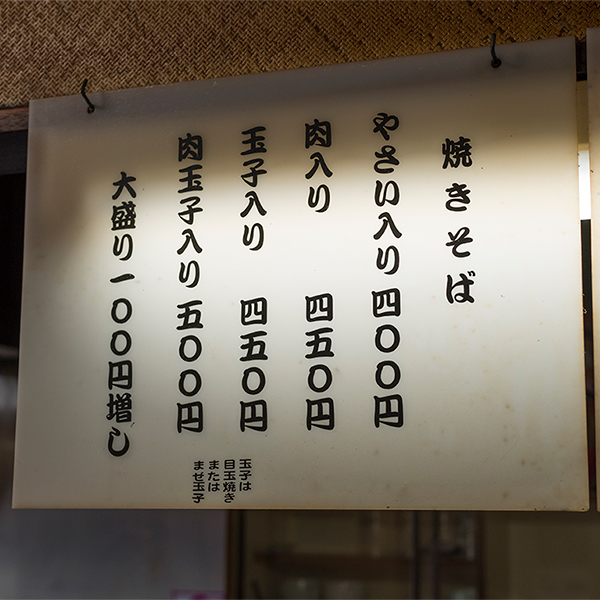 焼きそば
やさい入り 四〇〇円
肉入り 四五〇円
玉子入り 四五〇円
肉玉子入り 五〇〇円
大盛り一〇〇円増し
玉子は
目玉焼き
または
まぜ玉子